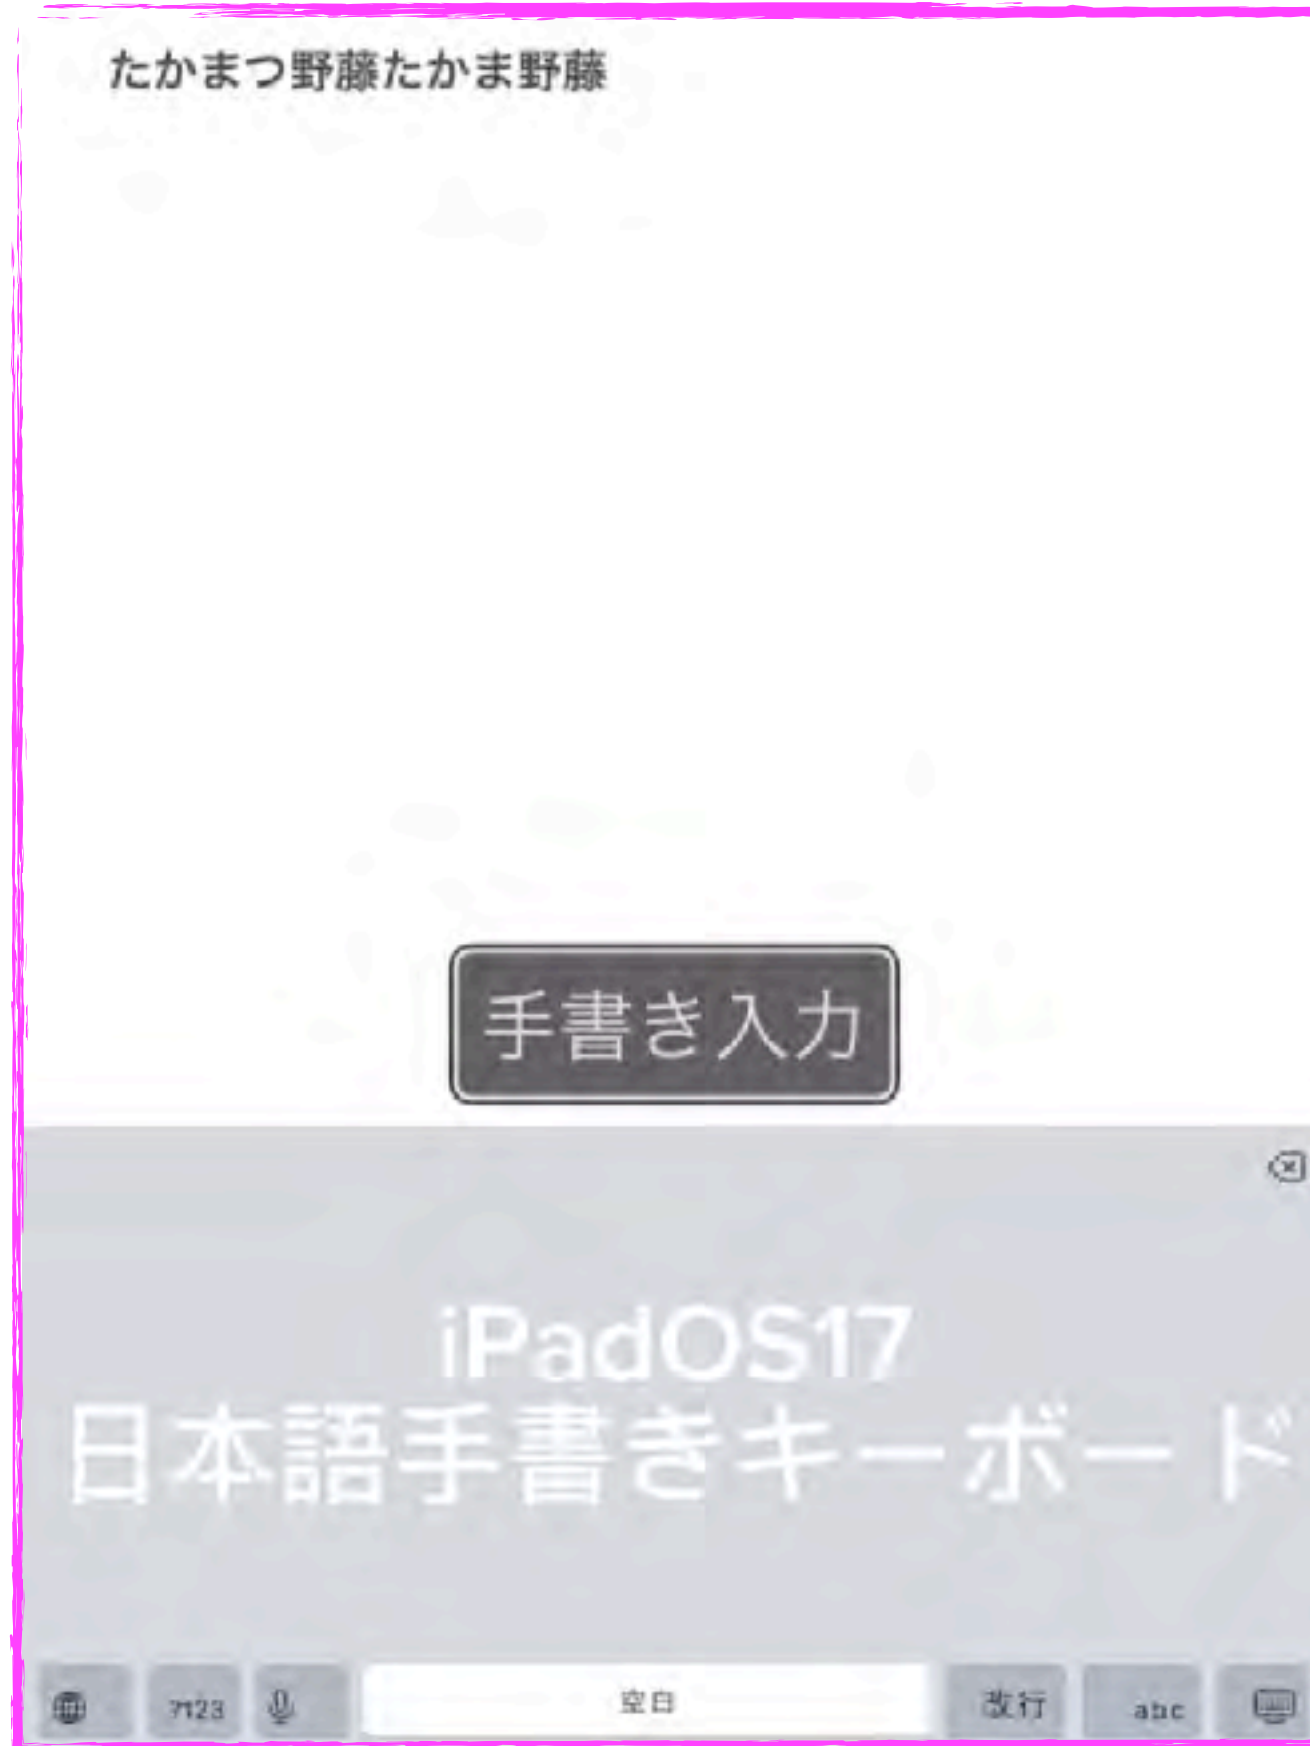 たかまつ野藤たかま野藤
手書き入力
iPadOS17
日本語手書きキーボード
?123
空白
改行
abc